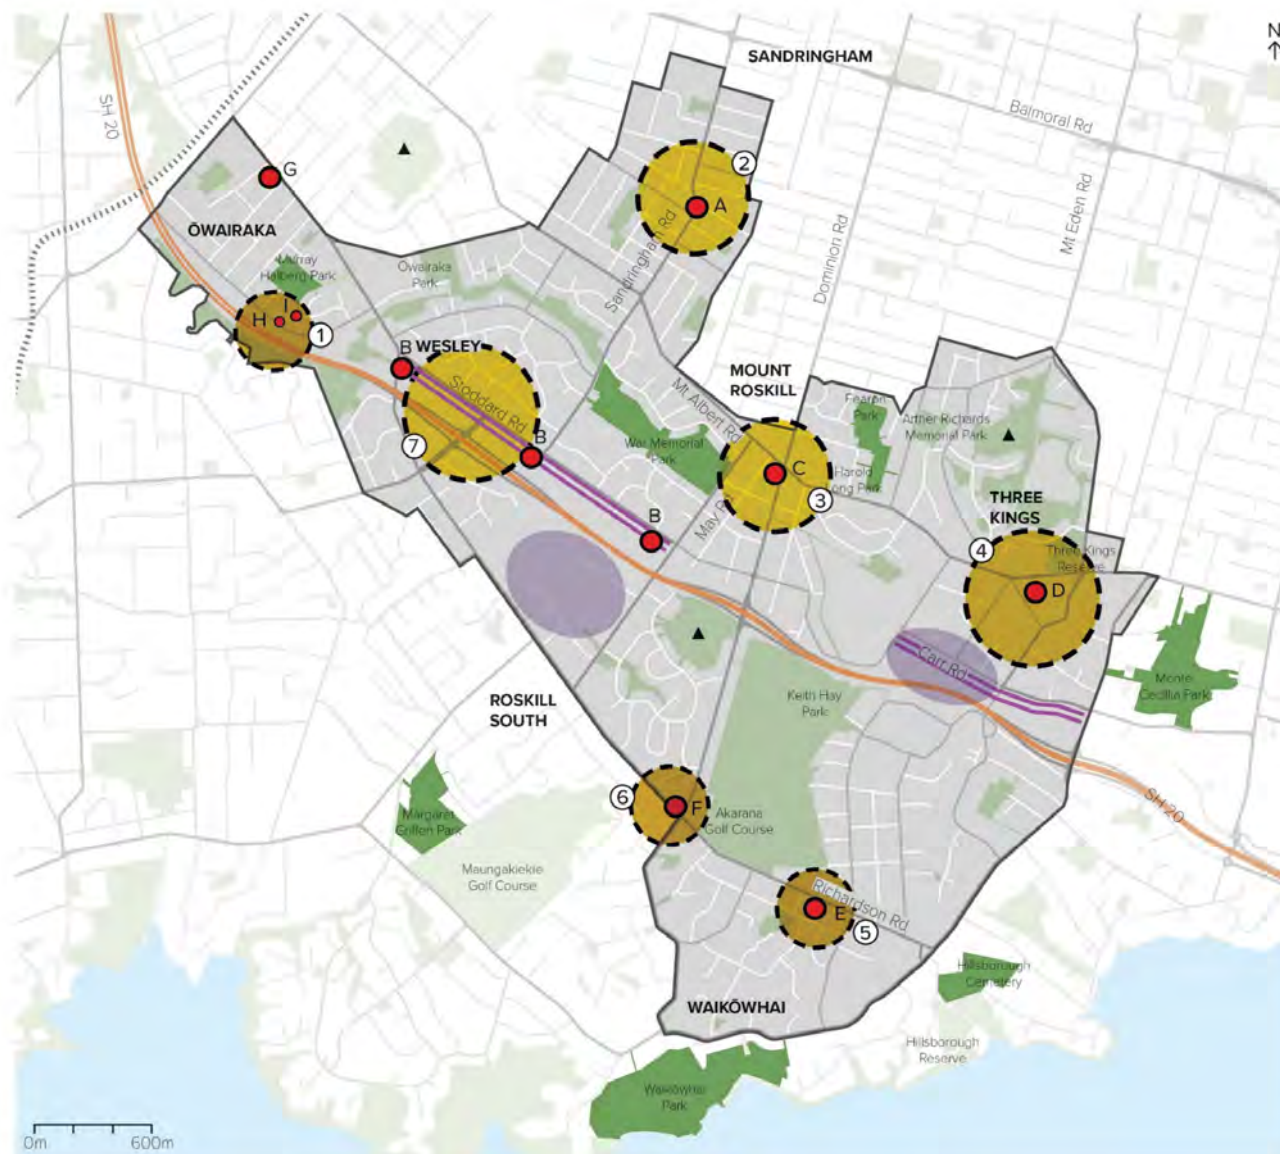 N
SANDRINGHAM
SH 20
Balmoral Rd
2
G
A
Mt Eden Rd
ŌWAIRAKA
Sandringham Rd
Dominion Rd
Murray
Halberg Park
Ōwairaka
Park
H
I
1
B
WESLEY
MOUNT
ROSKILL
Stoddard Rd
Mt Albert Rd
Fearon
Park
Arthur Richards
Memorial Park
7
B
War Memorial
Park
C
Harold
Long Park
3
THREE
KINGS
May Rd
B
4
Three Kings
Reserve
D
Carr Rd
Monte
Cecilia Park
Keith Hay
Park
ROSKILL
SOUTH
6
F
SH 20
Margaret
Griffen Park
Akarana
Golf Course
Maungakiekie
Golf Course
Richardson Rd
E
5
Hillsborough
Cemetery
WAIKŌWHAI
Hillsborough
Reserve
Waikōwhai
Park
0m
600m